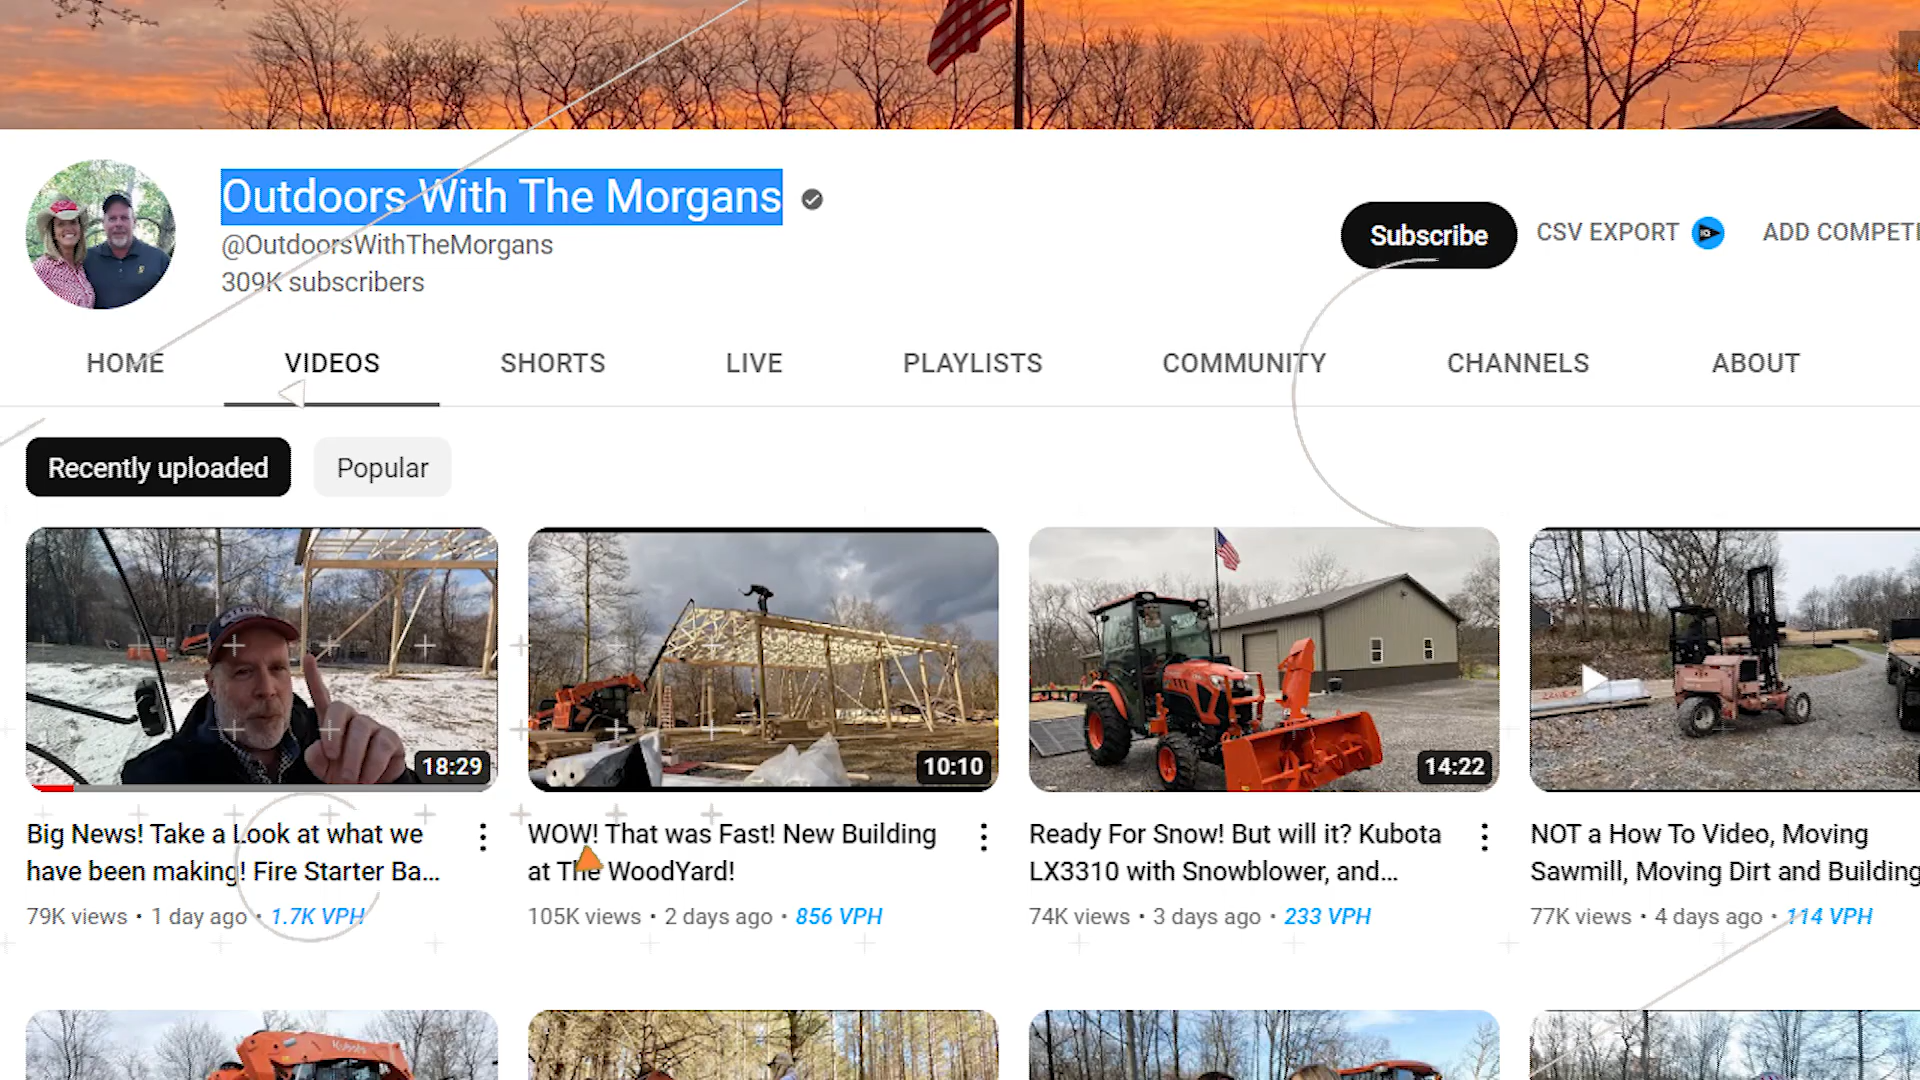 Outdoors With The Morgans
@OutdoorsWithTheMorgans
309K subscribers
Subscribe
CSV EXPORT
ADD COMPETI
HOME
VIDEOS
SHORTS
LIVE
PLAYLISTS
COMMUNITY
CHANNELS
ABOUT
Recently uploaded
Popular
18:29
10:10
14:22
Big News! Take a Look at what we
have been making! Fire Starter Ba...
79K views • 1 day ago • 1.7K VPH
WOW! That was Fast! New Building
at The WoodYard!
105K views • 2 days ago • 856 VPH
Ready For Snow! But will it? Kubota
LX3310 with Snowblower, and...
74K views • 3 days ago • 233 VPH
NOT a How To Video, Moving
Sawmill, Moving Dirt and Building
77K views • 4 days ago • 114 VPH
Kubota